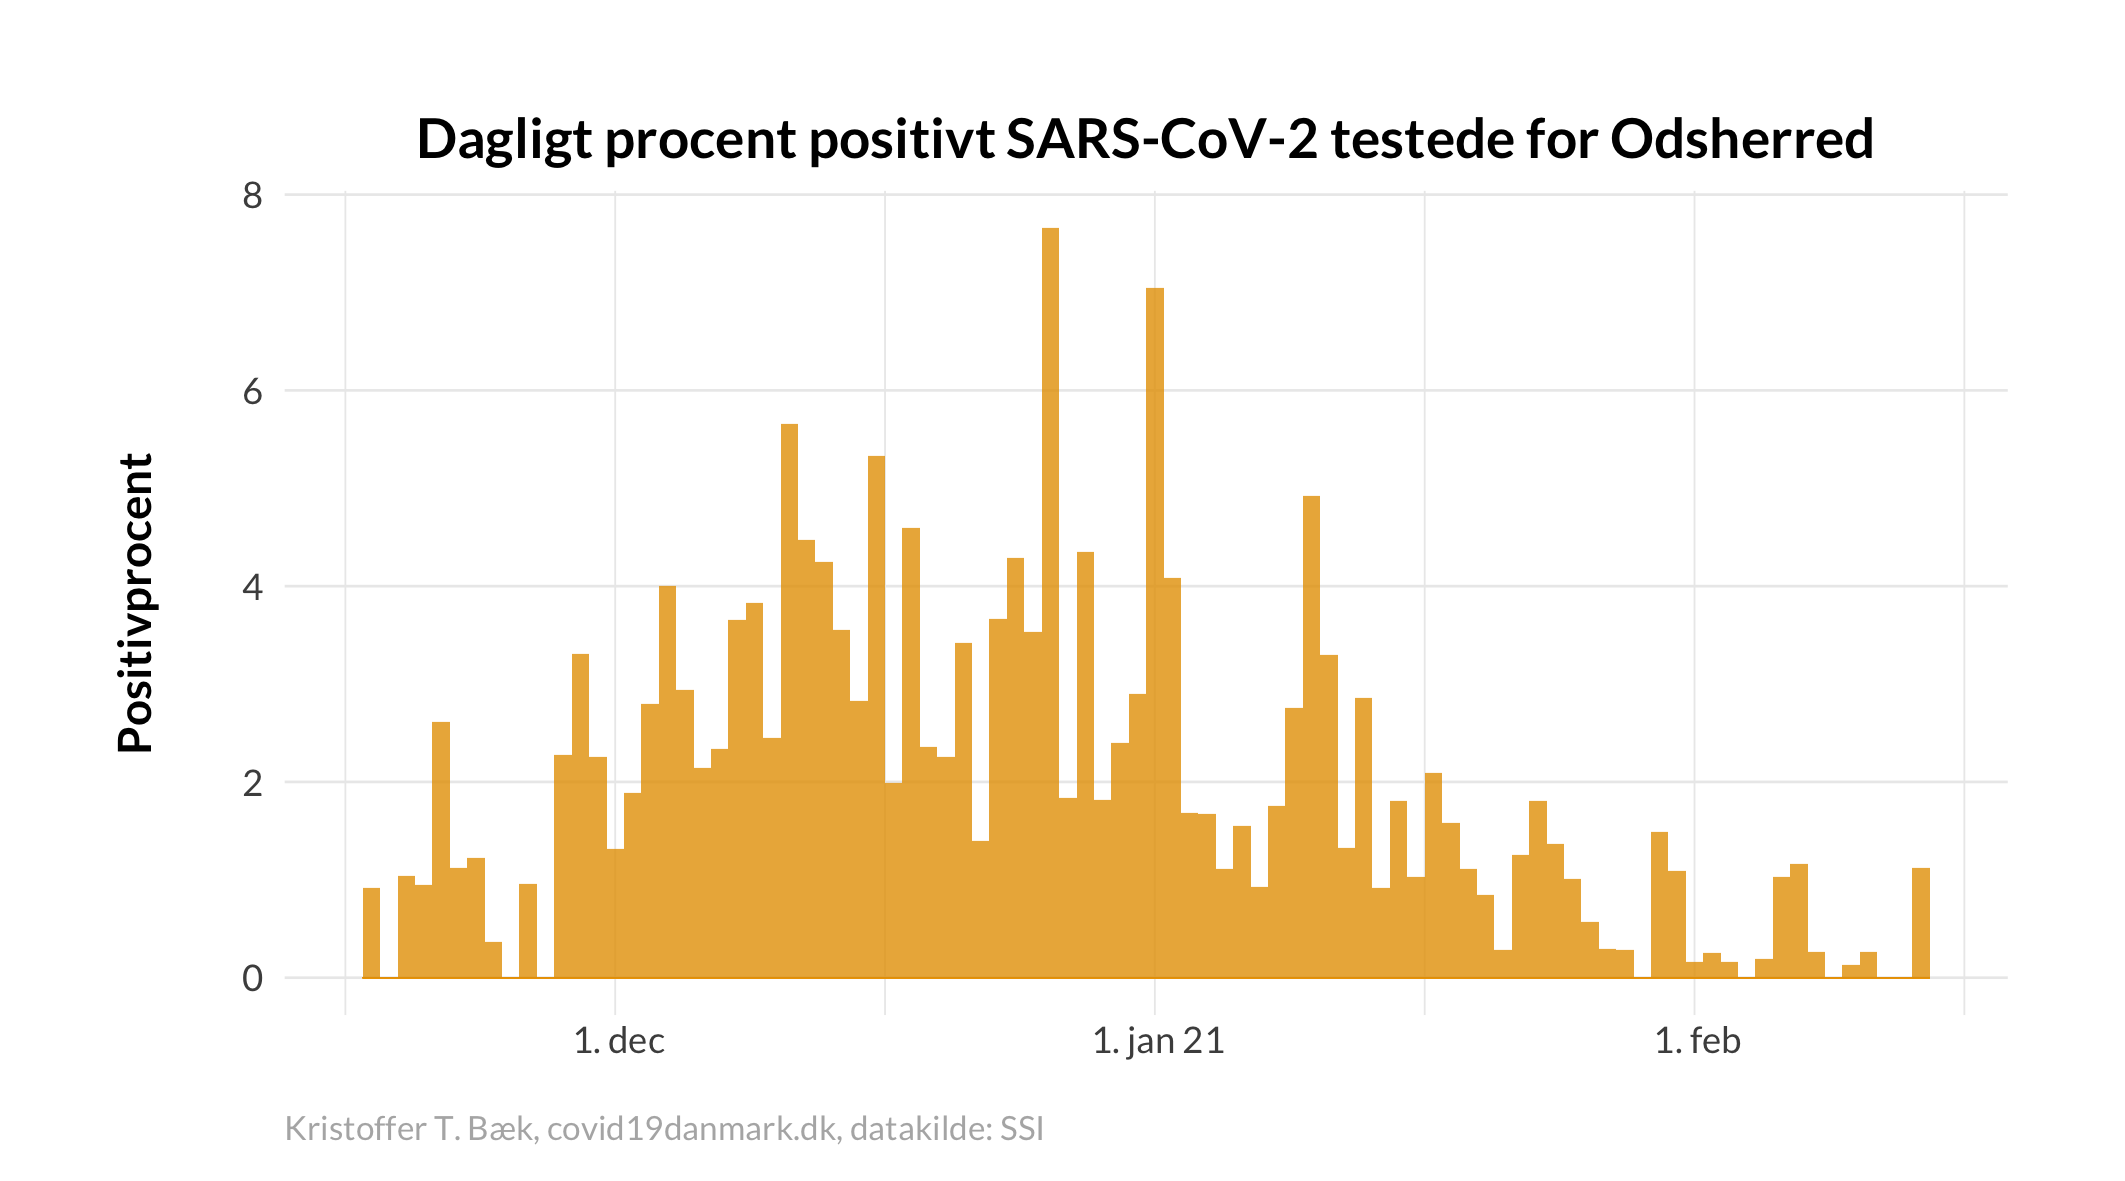 Dagligt procent positivt SARS-CoV-2 testede for Odsherred
Positivprocent
8
6
4
2
0
1. dec
1. jan 21
1. feb
Kristoffer T. Bæk, covid19danmark.dk, datakilde: SSI